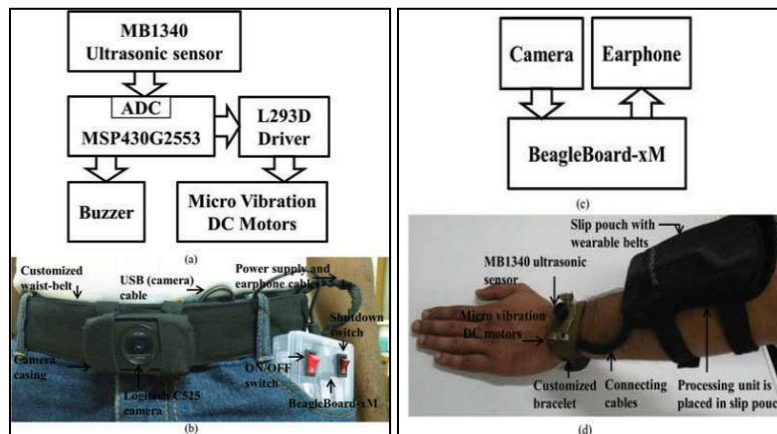 MB1340
Ultrasonic sensor
ADC
MSP430G2553
L293D
Driver
Buzzer
Micro Vibration
DC Motors
(a)
Customized
waist-belt
USB (camera)
cable
Power supply and
earphone cables
Shutdown
switch
Camera
casing
Logitech C525
camera
ON/OFF
switch
BeagleBoard-xM
(b)
(c)
Camera
Earphone
BeagleBoard-xM
(c)
Slip pouch with
wearable belts
MB1340 ultrasonic
sensor
Micro vibration
DC motors
Customized
bracelet
Connecting
cables
Processing unit is
placed in slip pouc
(d)